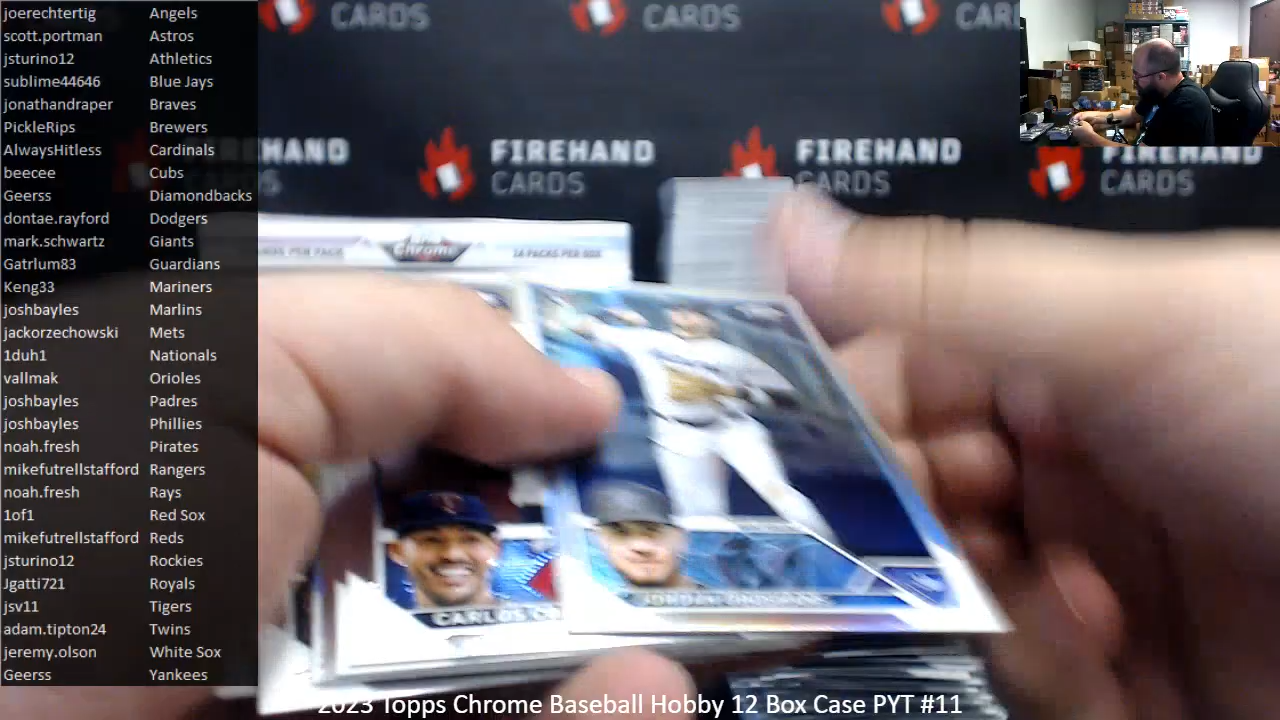 joerechtertig Angels
scott.portman Astros
jsturino12 Athletics
sublime44646 Blue Jays
jonathandraper Braves
PickleRips Brewers
AlwaysHitless Cardinals
beecee Cubs
Geerss Diamondbacks
dontae.rayford Dodgers
mark.schwartz Giants
Gatrlum83 Guardians
Keng33 Mariners
joshbayles Marlins
jackorzechowski Mets
1duh1 Nationals
vallmak Orioles
joshbayles Padres
joshbayles Phillies
noah.fresh Pirates
mikefutrellstafford Rangers
noah.fresh Rays
1of1 Red Sox
mikefutrellstafford Reds
jsturino12 Rockies
Jgatti721 Royals
jsv11 Tigers
adam.tipton24 Twins
jeremy.olson White Sox
Geerss Yankees
CARDS CARDS CARDS
FIREHAND FIREHAND
CARDS CARDS CARDS
Chrome
24 PACKS PER BOX
CARLOS
2023 Topps Chrome Baseball Hobby 12 Box Case PYT #11